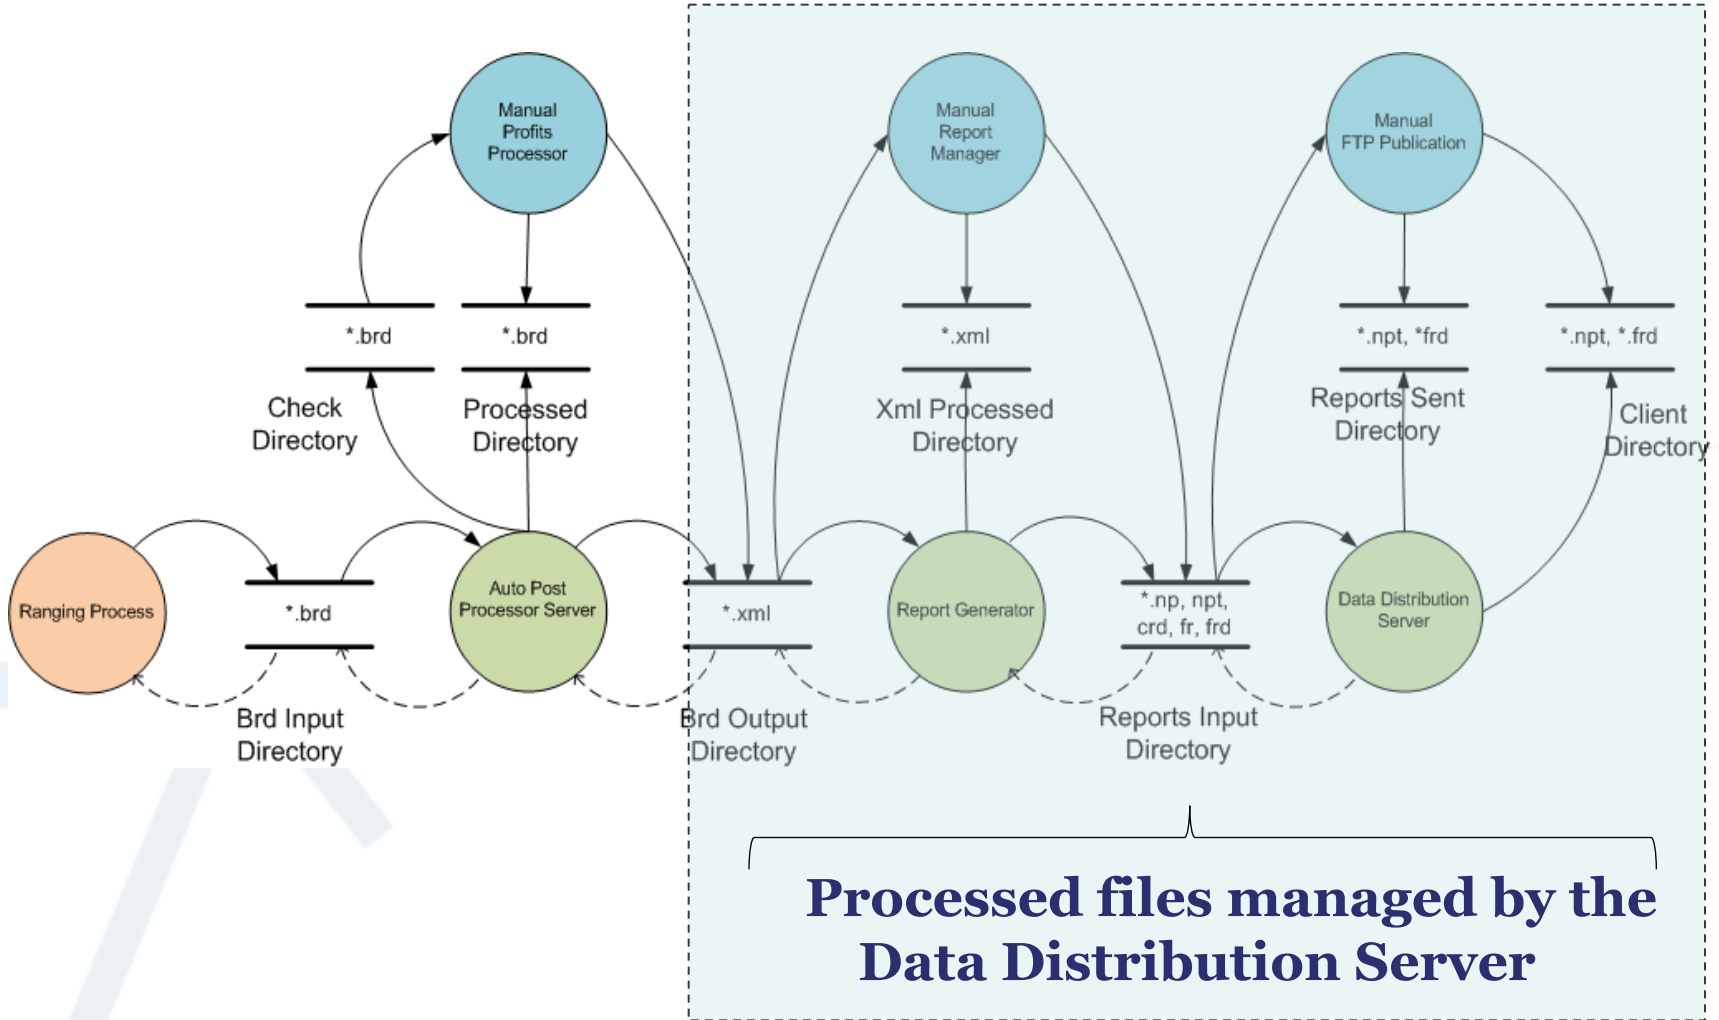 Manual
Profits
Processor
Manual
Report
Manager
Manual
FTP Publication
*.brd
*.brd
*.xml
*.npt, *frd
*.npt, *.frd
Check
Directory
Processed
Directory
Xml Processed
Directory
Reports Sent
Directory
Client
Directory
Ranging Process
*.brd
Auto Post
Processor Server
*.xml
Report Generator
*.np, npt,
crd, fr, frd
Data Distribution
Server
Brd Input
Directory
Brd Output
Directory
Reports Input
Directory
Processed files managed by the
Data Distribution Server